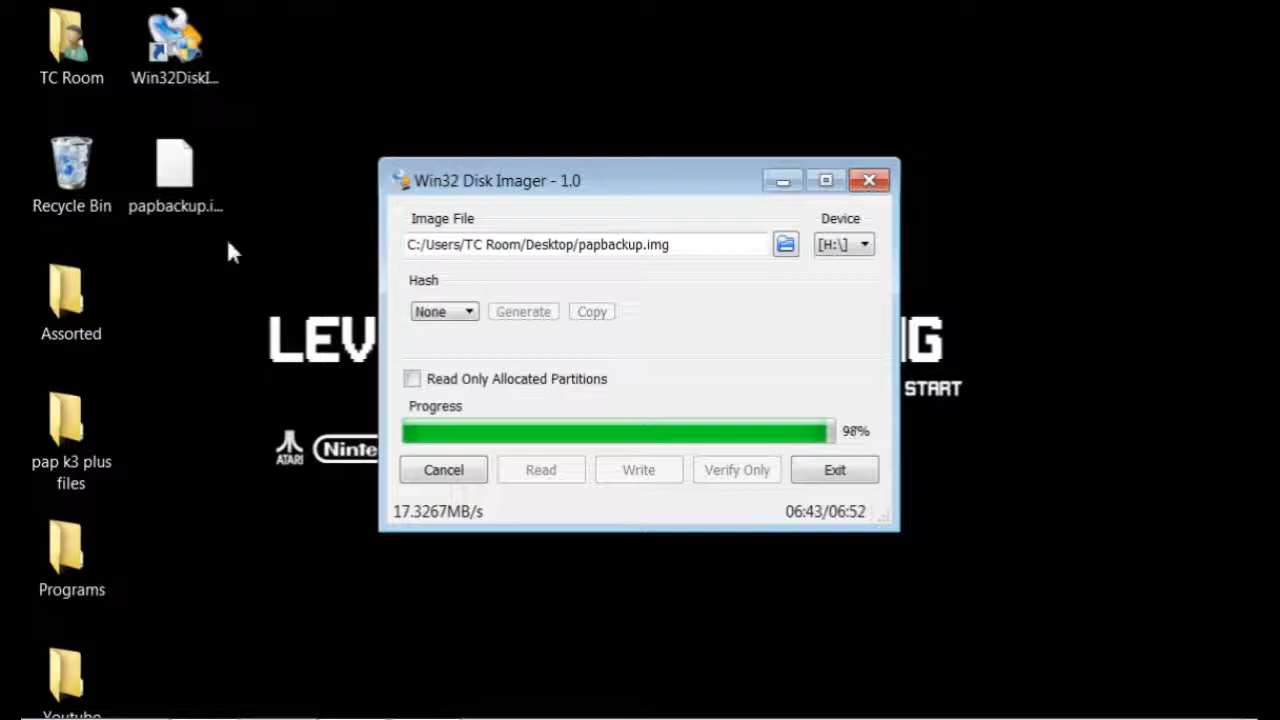 TC Room
Win32DiskI...
Recycle Bin
papbackup.i...
Assorted
pap k3 plus
files
Programs
Youtube
Win32 Disk Imager - 1.0
Image File
Device
C:/Users/TC Room/Desktop/papbackup.img
[H:\]
Hash
None
Generate
Copy
Read Only Allocated Partitions
Progress
98%
Cancel
Read
Write
Verify Only
Exit
17.3267MB/s
06:43/06:52
LEV
G
START
ATARI
Ninte